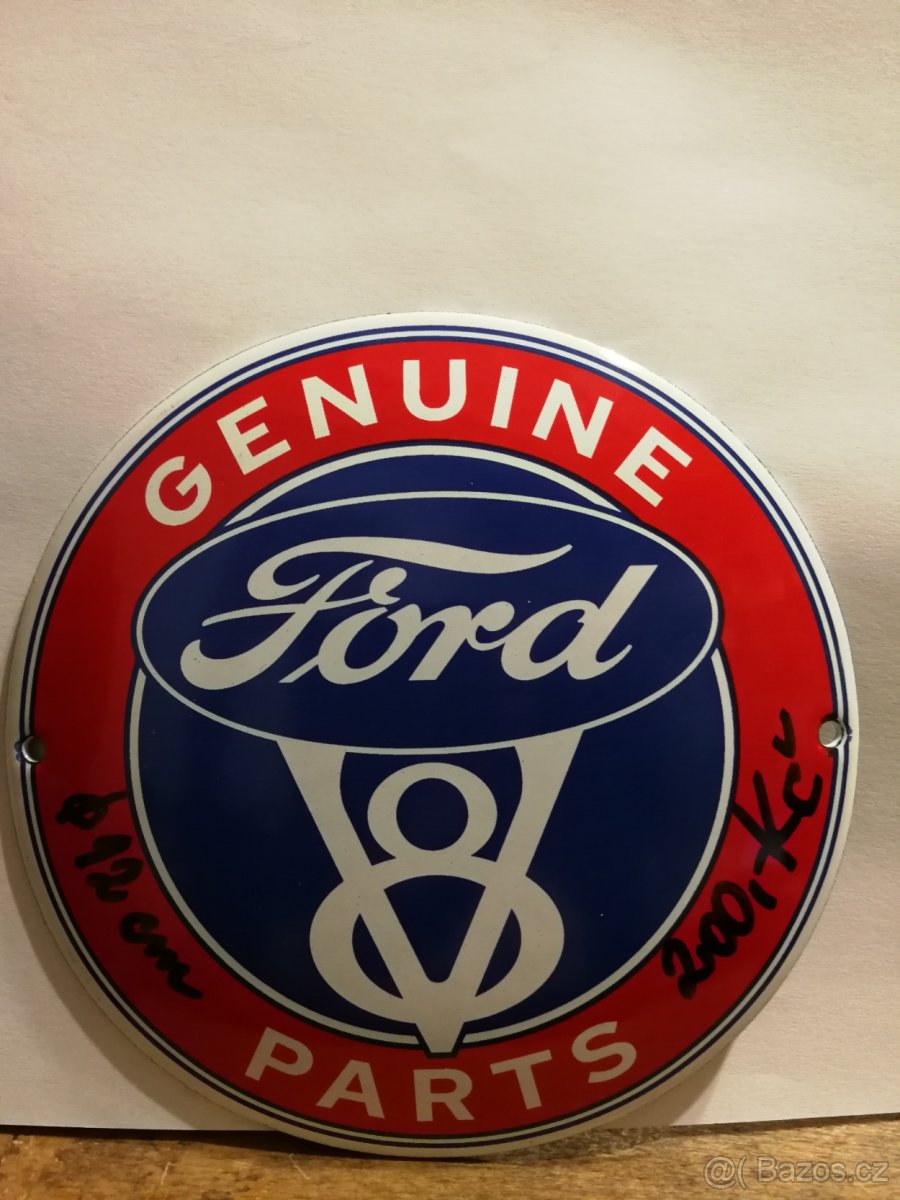 GENUINE
Ford
V8
ø 12 cm
200,- Kč
PARTS
@( Bazos.cz